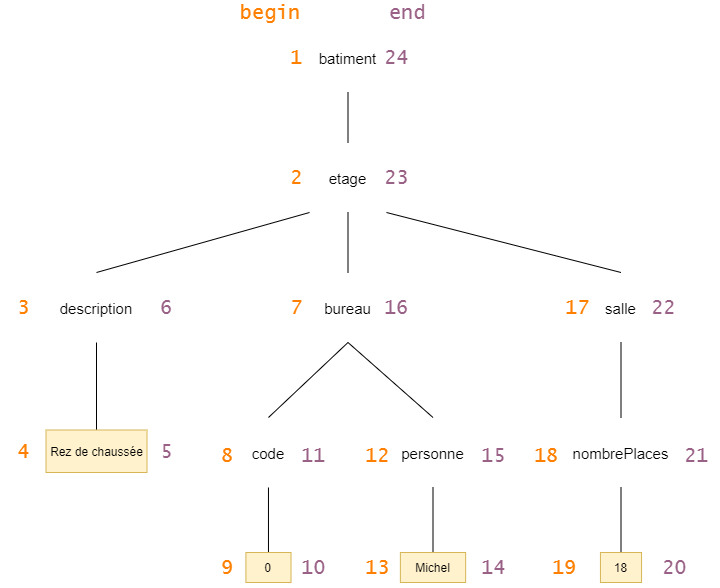 begin end
1 batiment 24
2 etage 23
3 description 6 7 bureau 16 17 salle 22
4 Rez de chaussée 5 8 code 11 12 personne 15 18 nombrePlaces 21
9 0 10 13 Michel 14 19 18 20